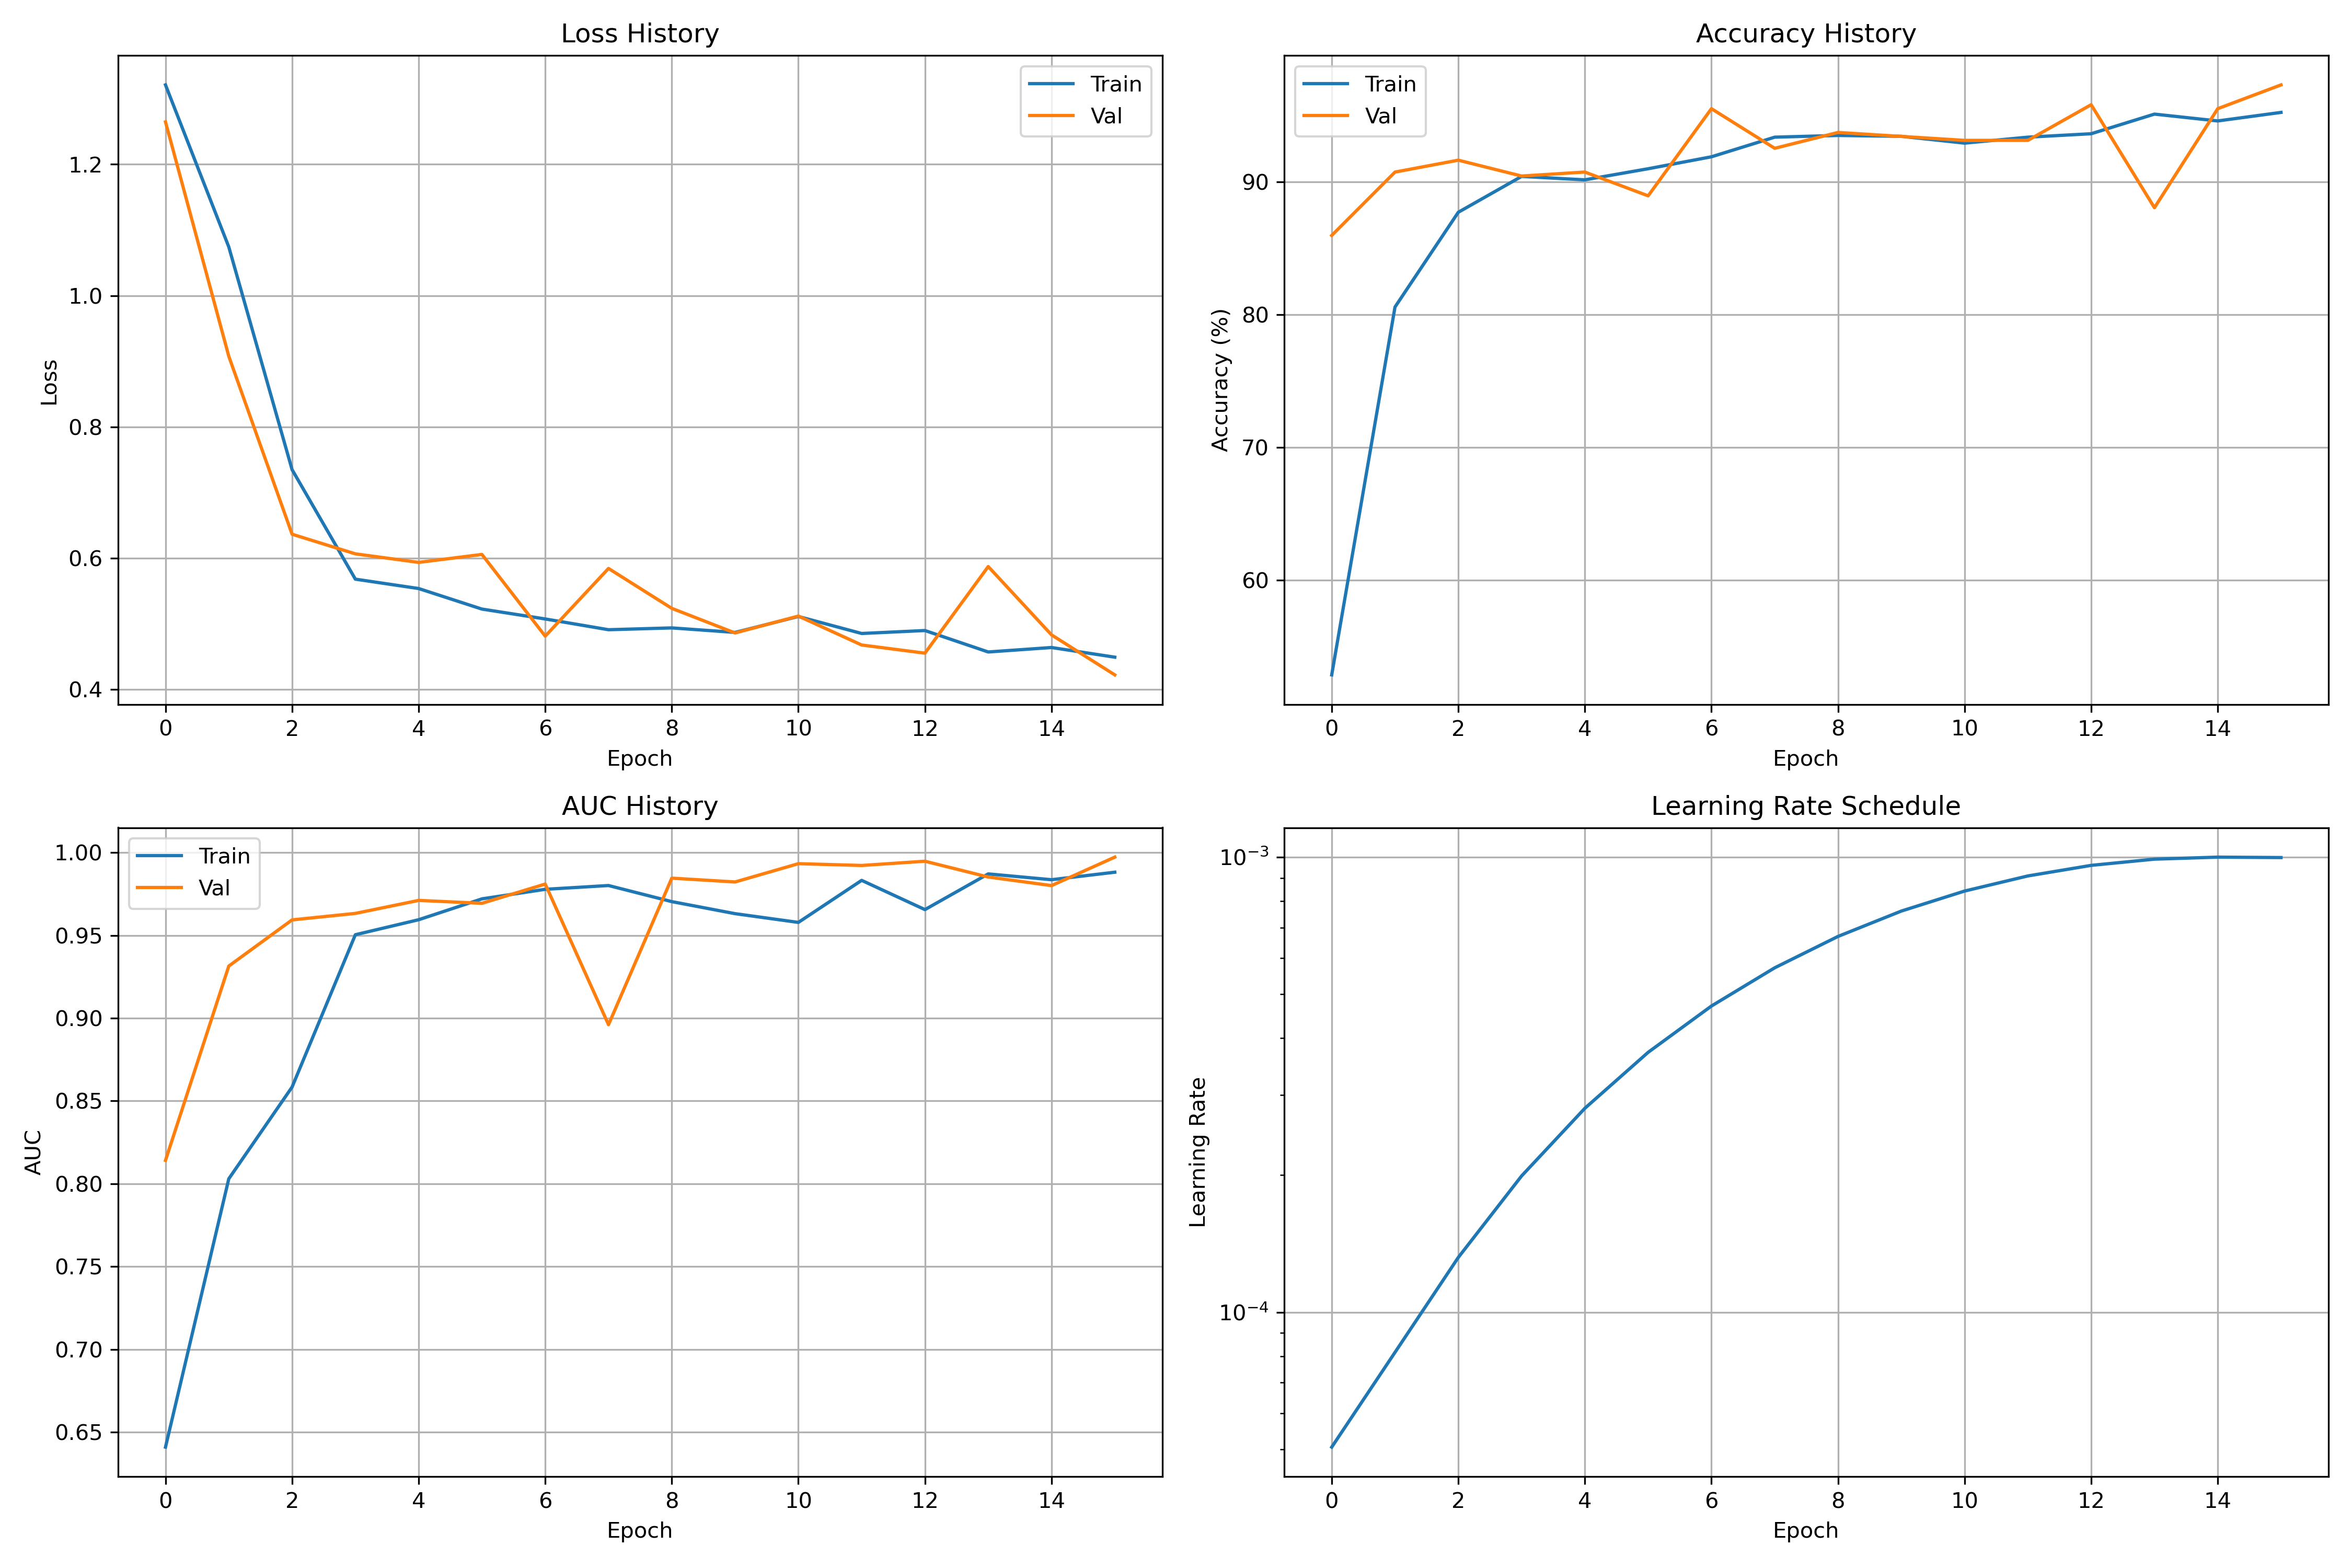 Loss History
Train
Val
1.2
1.0
0.8
0.6
0.4
Loss
0 2 4 6 8 10 12 14
Epoch
Accuracy History
Train
Val
90
80
70
60
Accuracy (%)
0 2 4 6 8 10 12 14
Epoch
AUC History
Train
Val
1.00
0.95
0.90
0.85
0.80
0.75
0.70
0.65
AUC
0 2 4 6 8 10 12 14
Epoch
Learning Rate Schedule
10⁻³
10⁻⁴
Learning Rate
0 2 4 6 8 10 12 14
Epoch